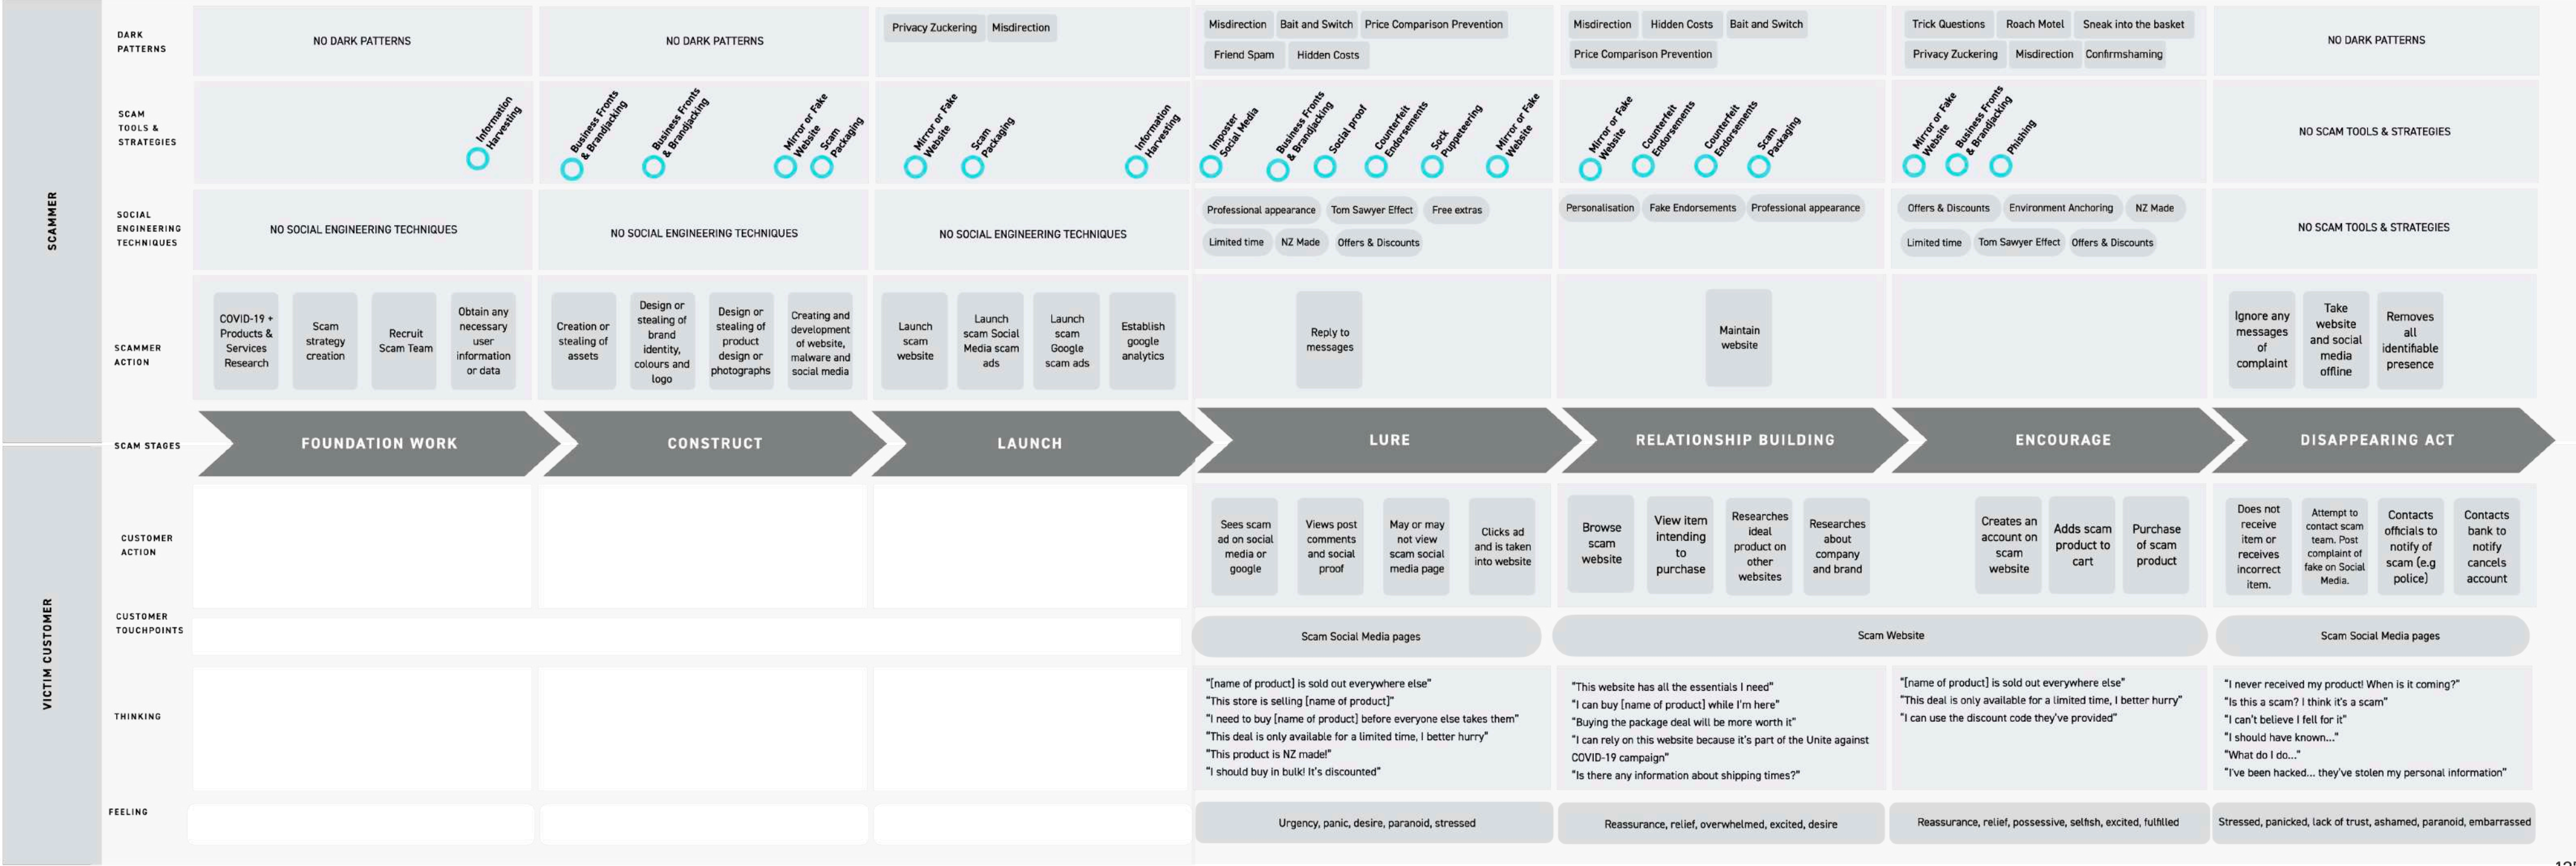 SCAMMER
DARK
PATTERNS
NO DARK PATTERNS
NO DARK PATTERNS
Privacy Zuckering
Misdirection
Misdirection
Bait and Switch
Price Comparison Prevention
Friend Spam
Hidden Costs
Misdirection
Hidden Costs
Bait and Switch
Price Comparison Prevention
Trick Questions
Roach Motel
Sneak into the basket
Privacy Zuckering
Misdirection
Confirmshaming
NO DARK PATTERNS
SCAM
TOOLS &
STRATEGIES
Information
Harvesting
Business Fronts
& Brandjacking
Business Fronts
& Brandjacking
Mirror or Fake
Website
Scam
Packaging
Mirror or Fake
Website
Scam
Packaging
Information
Harvesting
Imposter
Social Media
Business Fronts
& Brandjacking
Social proof
Counterfeit
Endorsements
Sock
Puppeteering
Mirror or Fake
Website
Mirror or Fake
Website
Counterfeit
Endorsements
Counterfeit
Endorsements
Scam
Packaging
Mirror or Fake
Website
Business Fronts
& Brandjacking
Phishing
NO SCAM TOOLS & STRATEGIES
SOCIAL
ENGINEERING
TECHNIQUES
NO SOCIAL ENGINEERING TECHNIQUES
NO SOCIAL ENGINEERING TECHNIQUES
NO SOCIAL ENGINEERING TECHNIQUES
Professional appearance
Tom Sawyer Effect
Free extras
Limited time
NZ Made
Offers & Discounts
Personalisation
Fake Endorsements
Professional appearance
Offers & Discounts
Environment Anchoring
NZ Made
Limited time
Tom Sawyer Effect
Offers & Discounts
NO SCAM TOOLS & STRATEGIES
SCAMMER
ACTION
COVID-19 +
Products &
Services
Research
Scam
strategy
creation
Recruit
Scam Team
Obtain any
necessary
user
information
or data
Creation or
stealing of
assets
Design or
stealing of
brand
identity,
colours and
logo
Design or
stealing of
product
design or
photographs
Creating and
development
of website,
malware and
social media
Launch
scam
website
Launch
scam Social
Media scam
ads
Launch
scam
Google
scam ads
Establish
google
analytics
Reply to
messages
Maintain
website
Ignore any
messages
of
complaint
Take
website
and social
media
offline
Removes
all
identifiable
presence
SCAM STAGES
FOUNDATION WORK
CONSTRUCT
LAUNCH
LURE
RELATIONSHIP BUILDING
ENCOURAGE
DISAPPEARING ACT
VICTIM CUSTOMER
CUSTOMER
ACTION
Sees scam
ad on social
media or
google
Views post
comments
and social
proof
May or may
not view
scam social
media page
Clicks ad
and is taken
into website
Browse
scam
website
View item
intending
to
purchase
Researches
ideal
product on
other
websites
Researches
about
company
and brand
Creates an
account on
scam
website
Adds scam
product to
cart
Purchase
of scam
product
Does not
receive
item or
receives
incorrect
item.
Attempt to
contact scam
team. Post
complaint of
fake on Social
Media.
Contacts
officials to
notify of
scam (e.g
police)
Contacts
bank to
notify
cancels
account
CUSTOMER
TOUCHPOINTS
Scam Social Media pages
Scam Website
Scam Social Media pages
THINKING
"[name of product] is sold out everywhere else"
"This store is selling [name of product]"
"I need to buy [name of product] before everyone else takes them"
"This deal is only available for a limited time, I better hurry"
"This product is NZ made!"
"I should buy in bulk! It's discounted"
"This website has all the essentials I need"
"I can buy [name of product] while I'm here"
"Buying the package deal will be more worth it"
"I can rely on this website because it's part of the Unite against
COVID-19 campaign"
"Is there any information about shipping times?"
"[name of product] is sold out everywhere else"
"This deal is only available for a limited time, I better hurry"
"I can use the discount code they've provided"
"I never received my product! When is it coming?"
"Is this a scam? I think it's a scam"
"I can't believe I fell for it"
"I should have known..."
"What do I do..."
"I've been hacked... they've stolen my personal information"
FEELING
Urgency, panic, desire, paranoid, stressed
Reassurance, relief, overwhelmed, excited, desire
Reassurance, relief, possessive, selfish, excited, fulfilled
Stressed, panicked, lack of trust, ashamed, paranoid, embarrassed